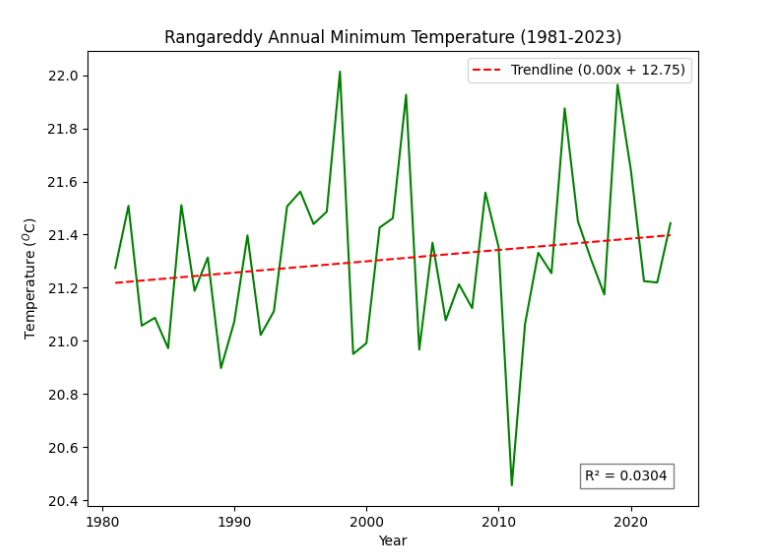 Rangareddy Annual Minimum Temperature (1981-2023)
Trendline (0.00x + 12.75)
22.0
21.8
21.6
21.4
21.2
21.0
20.8
20.6
20.4
Temperature (⁰C)
R² = 0.0304
1980 1990 2000 2010 2020
Year